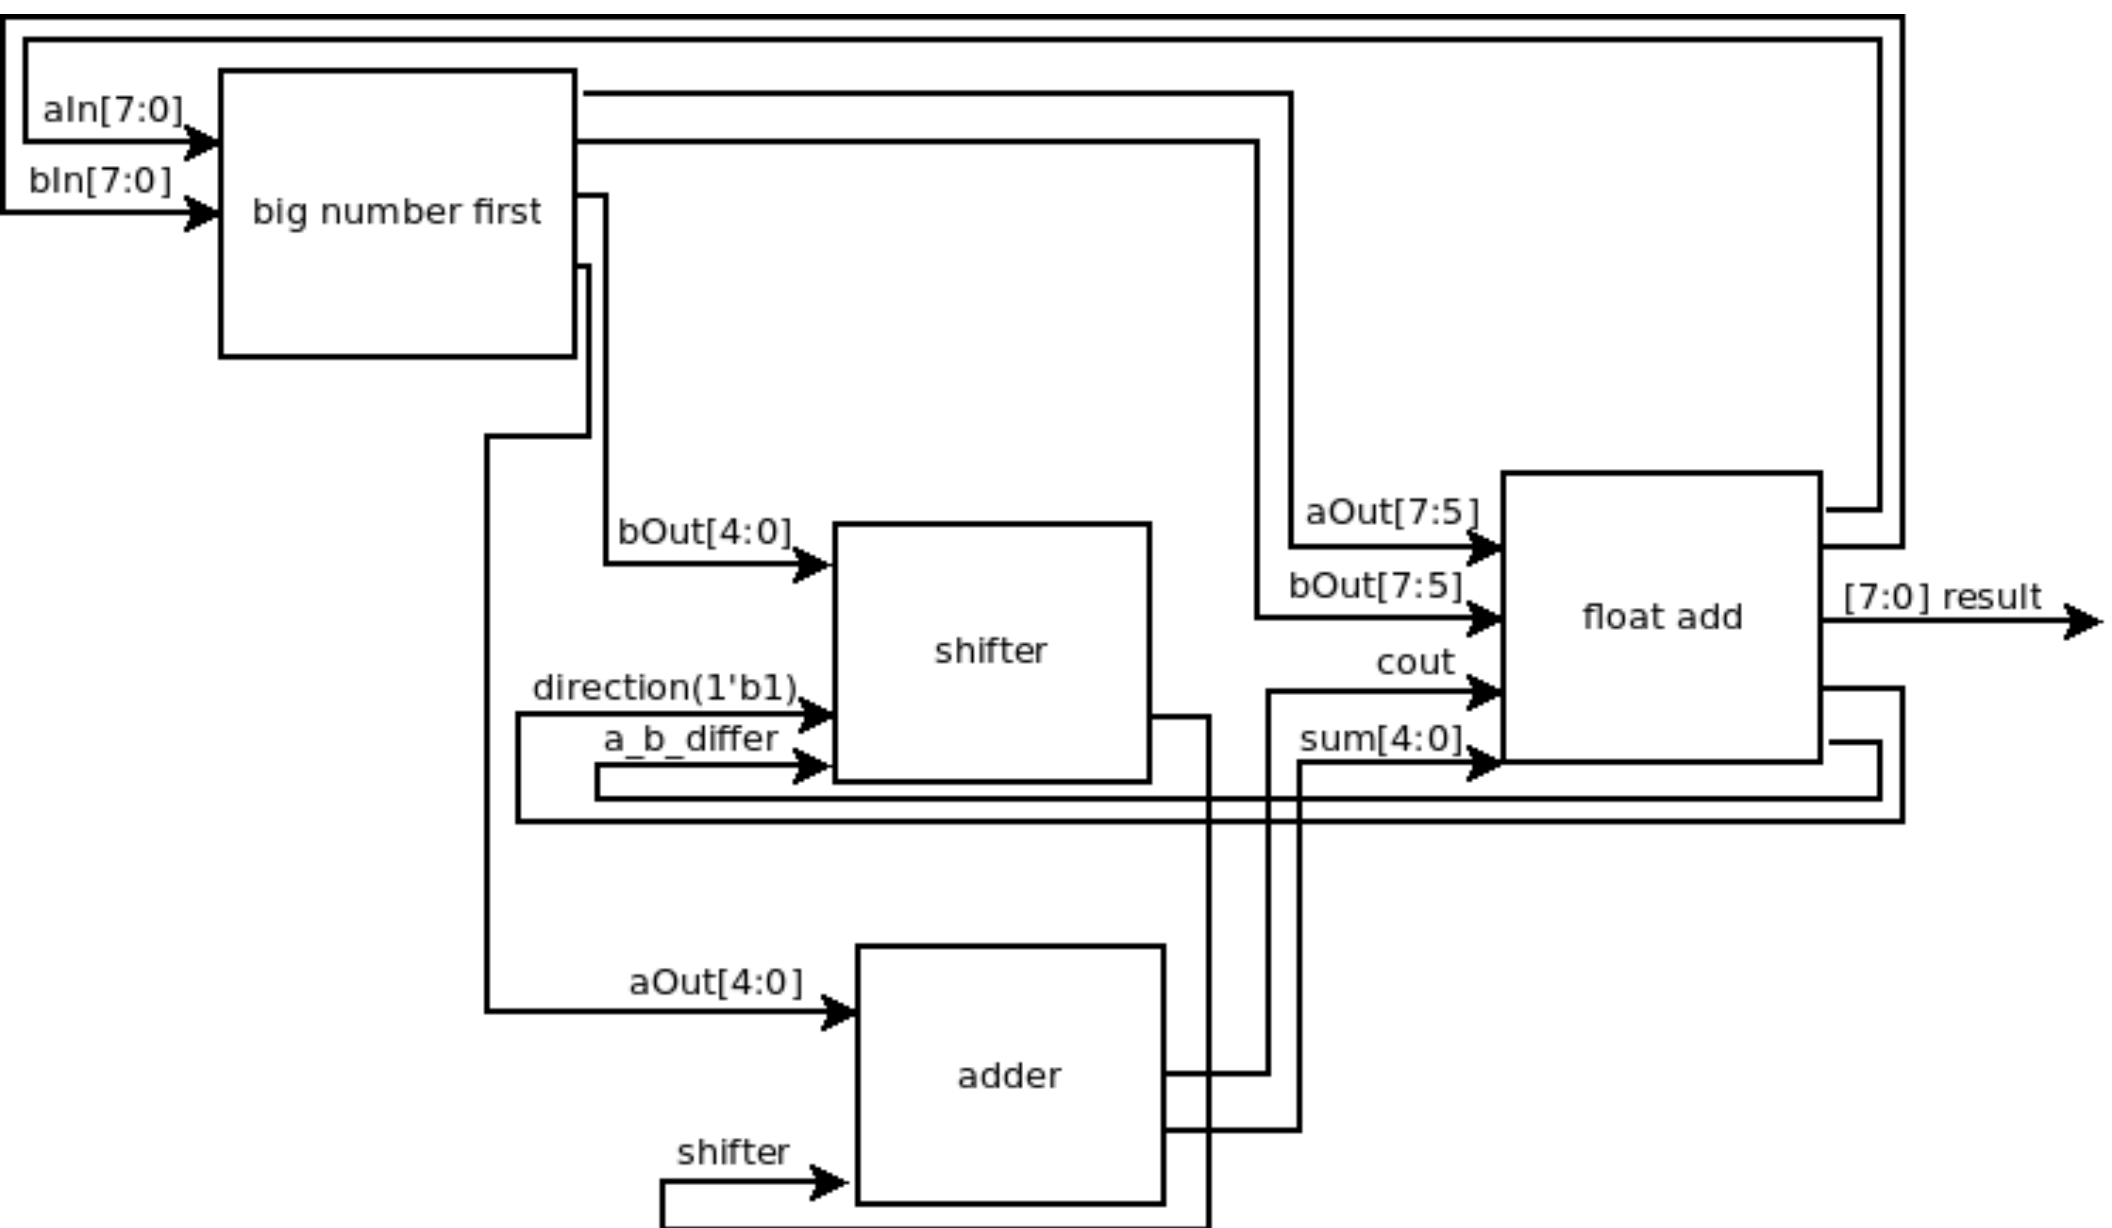 aIn[7:0]
bIn[7:0]
big number first
bOut[4:0]
shifter
direction(1'b1)
a_b_differ
aOut[7:5]
bOut[7:5]
cout
sum[4:0]
float add
[7:0] result
aOut[4:0]
adder
shifter